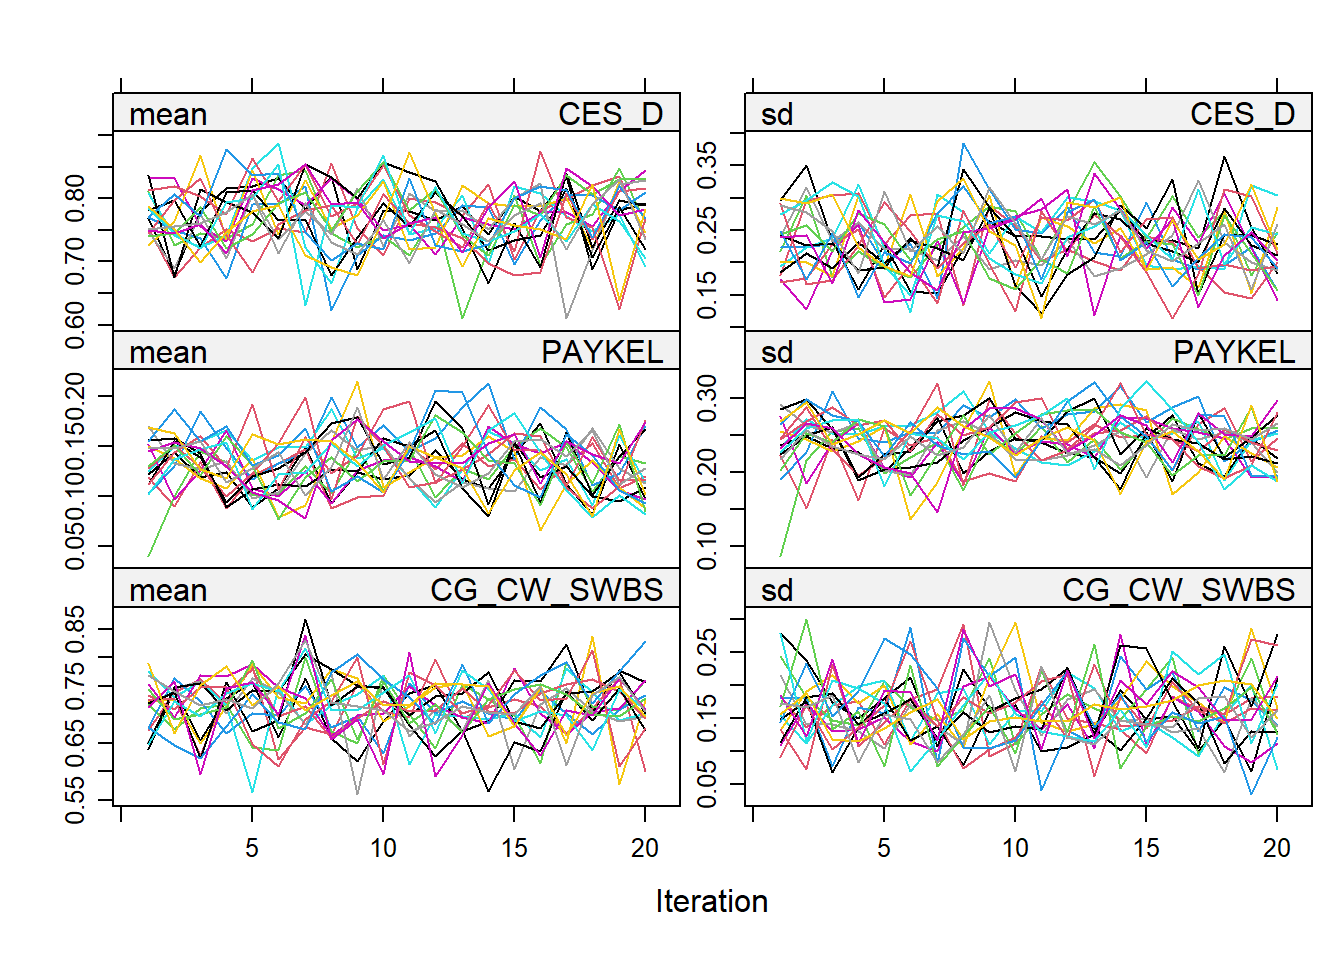 mean CES_D
sd CES_D
0.60 0.70 0.80
0.15 0.25 0.35
mean PAYKEL
sd PAYKEL
0.05 0.10 0.15 0.20
0.10 0.20 0.30
mean CG_CW_SWBS
sd CG_CW_SWBS
0.55 0.65 0.75 0.85
0.05 0.15 0.25
5 10 15 20
5 10 15 20
Iteration